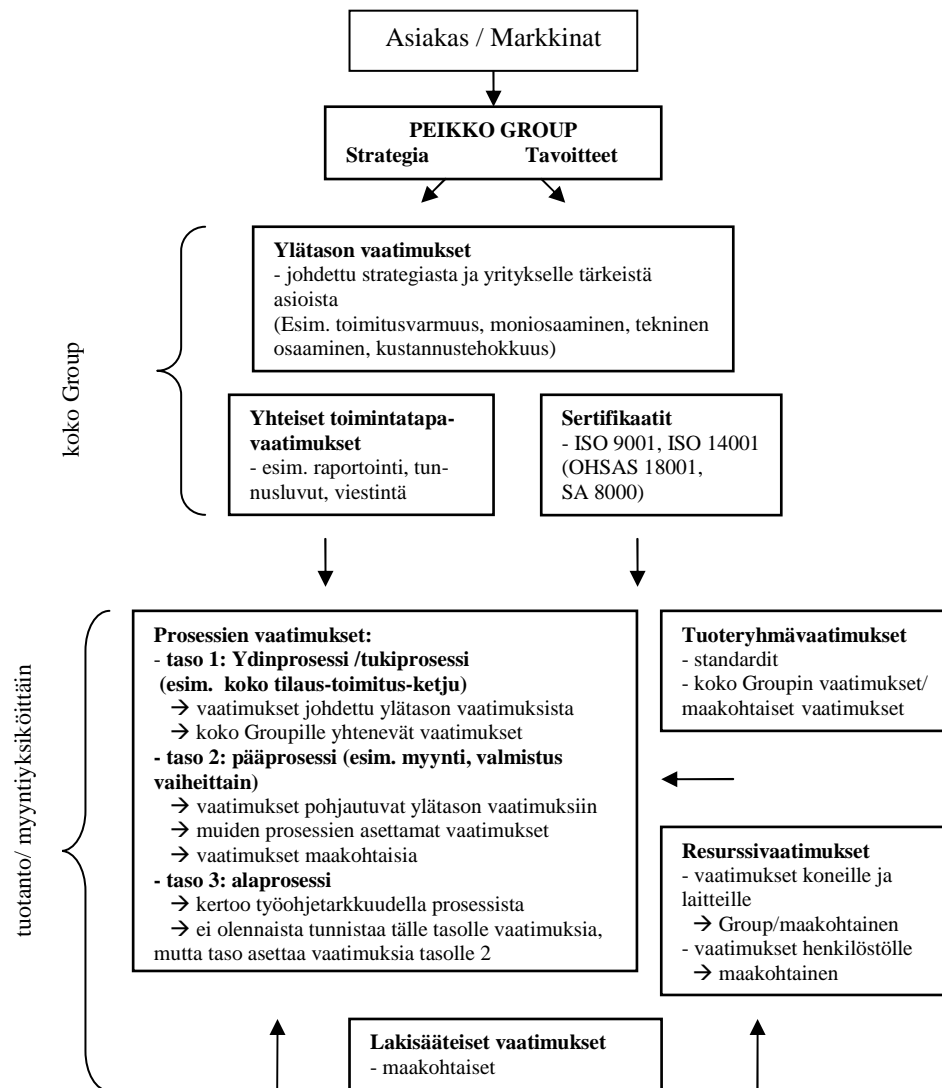 Asiakas / Markkinat
PEIKKO GROUP
Strategia Tavoitteet
koko Group
Ylätason vaatimukset
- johdettu strategiasta ja yritykselle tärkeistä
asioista
(Esim. toimitusvarmuus, moniosaaminen, tekninen
osaaminen, kustannustehokkuus)
Yhteiset toimintatapa-
vaatimukset
- esim. raportointi, tun-
nusluvut, viestintä
Sertifikaatit
- ISO 9001, ISO 14001
(OHSAS 18001,
SA 8000)
tuotanto/ myyntiyksiköittäin
Prosessien vaatimukset:
- taso 1: Ydinprosessi /tukiprosessi
(esim. koko tilaus-toimitus-ketju)
→ vaatimukset johdettu ylätason vaatimuksista
→ koko Groupille yhtenevät vaatimukset
- taso 2: pääprosessi (esim. myynti, valmistus
vaiheittain)
→ vaatimukset pohjautuvat ylätason vaatimuksiin
→ muiden prosessien asettamat vaatimukset
→ vaatimukset maakohtaisia
- taso 3: alaprosessi
→ kertoo työohjetarkkuudella prosessista
→ ei olennaista tunnistaa tälle tasolle vaatimuksia,
mutta taso asettaa vaatimuksia tasolle 2
Tuoteryhmävaatimukset
- standardit
- koko Groupin vaatimukset/
maakohtaiset vaatimukset
Resurssivaatimukset
- vaatimukset koneille ja
laitteille
→ Group/maakohtainen
- vaatimukset henkilöstölle
→ maakohtainen
Lakisääteiset vaatimukset
- maakohtaiset